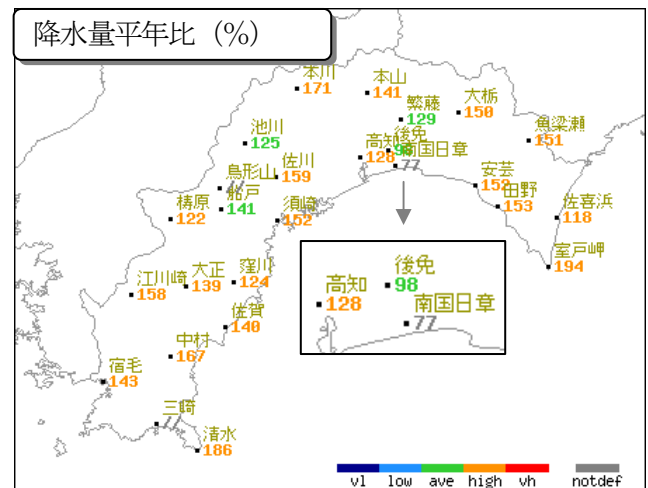 降水量平年比（%）
本川
171
本山
141
繁藤
129
大栃
150
魚梁瀬
151
池川
125
高知
128
後免
98
南国日章
//
鳥形山
//
佐川
159
安芸
152
田野
153
船戸
141
梼原
122
須崎
152
佐喜浜
118
室戸岬
194
江川崎
158
大正
139
窪川
124
佐賀
140
中村
167
宿毛
143
三崎
//
清水
186
後免
98
高知
128
南国日章
//
vl low ave high vh notdef